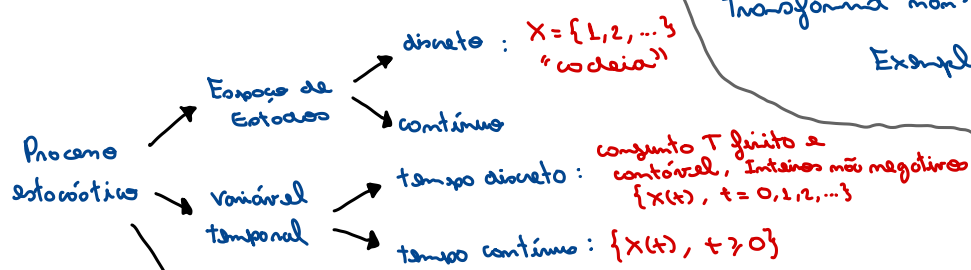 Transforma
Exempl
discreto : X = {1,2,...}
"cadeia"
Espaço de
Estados
contínuo
Processo
estocástico
conjunto T finito e
tempo discreto : contável, Inteiros não negativos
{X(t), t = 0,1,2,...}
variável
temporal
tempo contínuo : {X(t), t ⩾ 0}